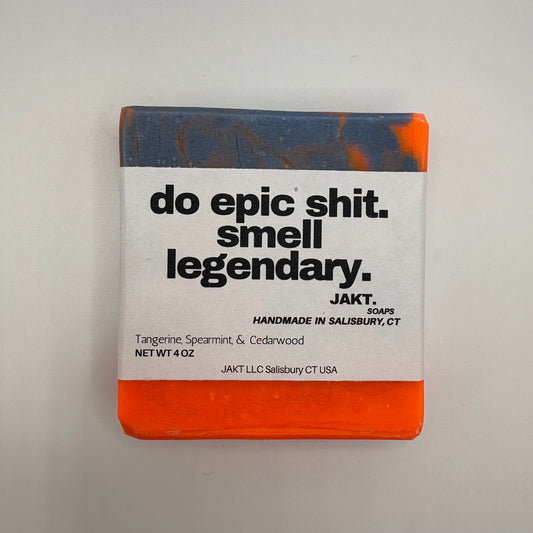 do epic shit.
smell
legendary.
JAKT.
SOAPS
HANDMADE IN SALISBURY, CT
Tangerine, Spearmint, & Cedarwood
NET WT 4 OZ
JAKT LLC Salisbury CT USA